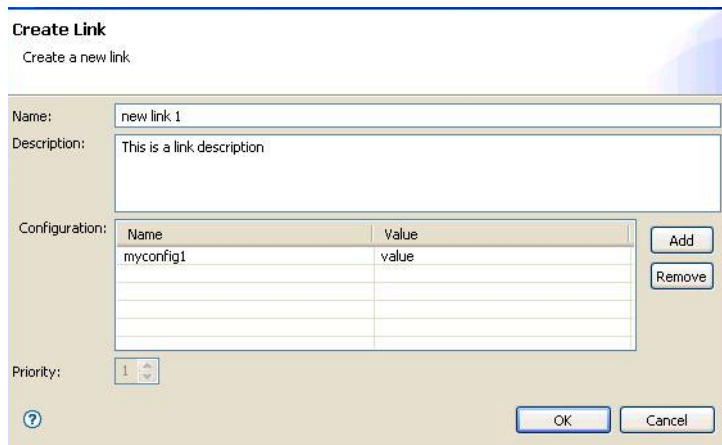 Create Link
Create a new link
Name: new link 1
Description: This is a link description
Configuration: Name Value
myconfig1 value
Add
Remove
Priority: 1
? OK Cancel